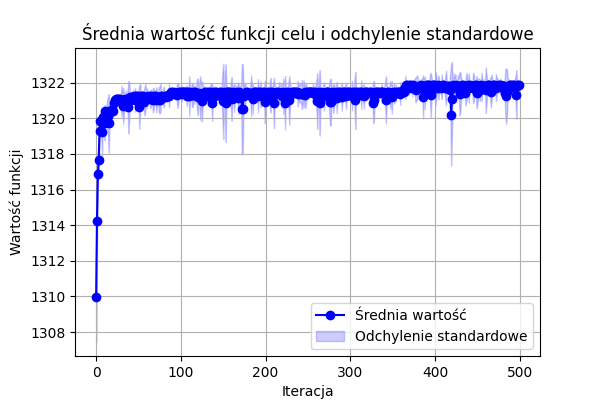 Średnia wartość funkcji celu i odchylenie standardowe
Wartość funkcji
1322
1320
1318
1316
1314
1312
1310
1308
0 100 200 300 400 500
Iteracja
Średnia wartość
Odchylenie standardowe